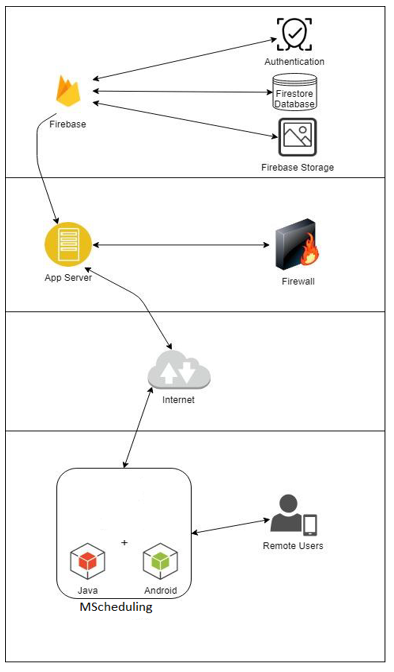 Authentication
Firestore
Database
Firebase
Firebase Storage
App Server
Firewall
Internet
+
Remote Users
Java
Android
MScheduling